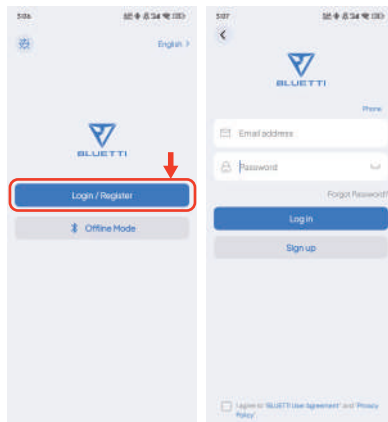 5:06
English >
BLUETTI
Login / Register
Offline Mode
5:07
BLUETTI
Phone
Email address
Password
Forgot Password?
Log in
Sign up
I agree to "BLUETTI Use Agreement" and "Privacy
Policy".